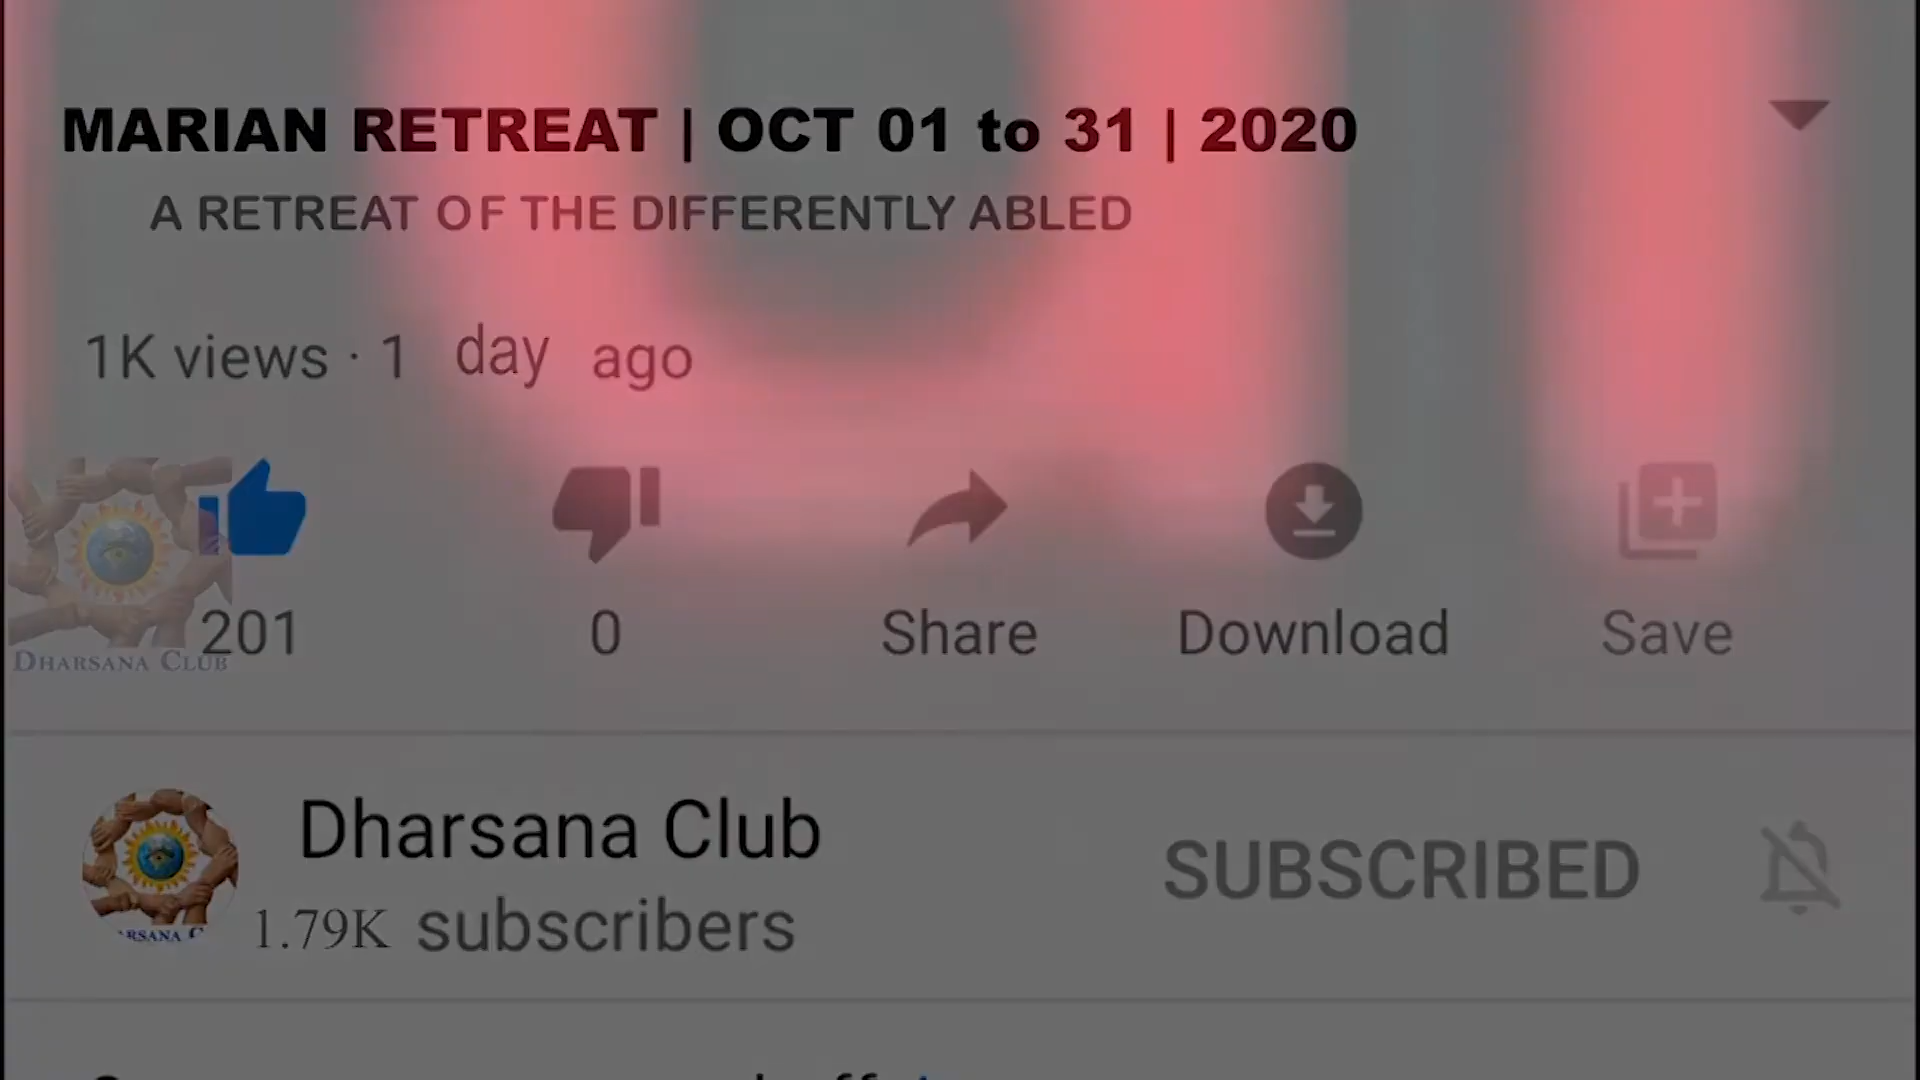 MARIAN RETREAT | OCT 01 to 31 | 2020
A RETREAT OF THE DIFFERENTLY ABLED
1K views · 1 day ago
201 0 Share Download Save
DHARSANA CLUB
Dharsana Club
SUBSCRIBED
1.79K subscribers